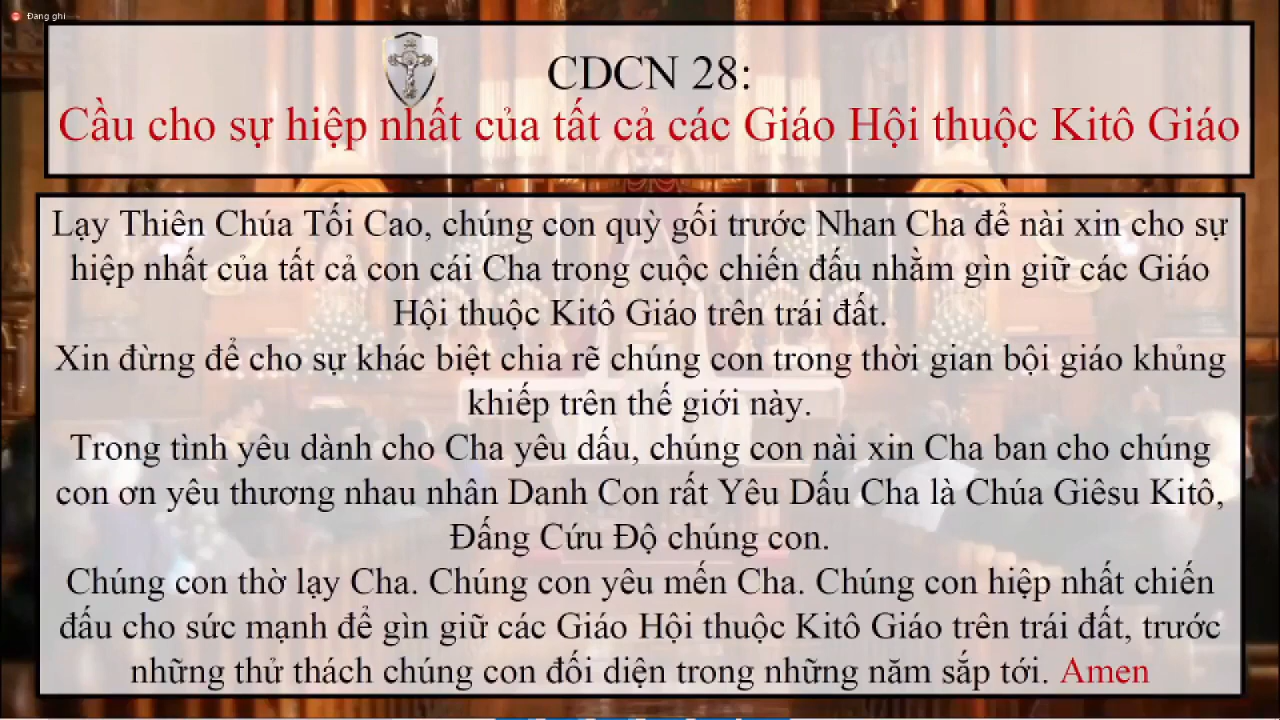 Đang ghi
CDCN 28:
Cầu cho sự hiệp nhất của tất cả các Giáo Hội thuộc Kitô Giáo
Lạy Thiên Chúa Tối Cao, chúng con quỳ gối trước Nhan Cha để nài xin cho sự
hiệp nhất của tất cả con cái Cha trong cuộc chiến đấu nhằm gìn giữ các Giáo
Hội thuộc Kitô Giáo trên trái đất.
Xin đừng để cho sự khác biệt chia rẽ chúng con trong thời gian bội giáo khủng
khiếp trên thế giới này.
Trong tình yêu dành cho Cha yêu dấu, chúng con nài xin Cha ban cho chúng
con ơn yêu thương nhau nhân Danh Con rất Yêu Dấu Cha là Chúa Giêsu Kitô,
Đấng Cứu Độ chúng con.
Chúng con thờ lạy Cha. Chúng con yêu mến Cha. Chúng con hiệp nhất chiến
đấu cho sức mạnh để gìn giữ các Giáo Hội thuộc Kitô Giáo trên trái đất, trước
những thử thách chúng con đối diện trong những năm sắp tới. Amen